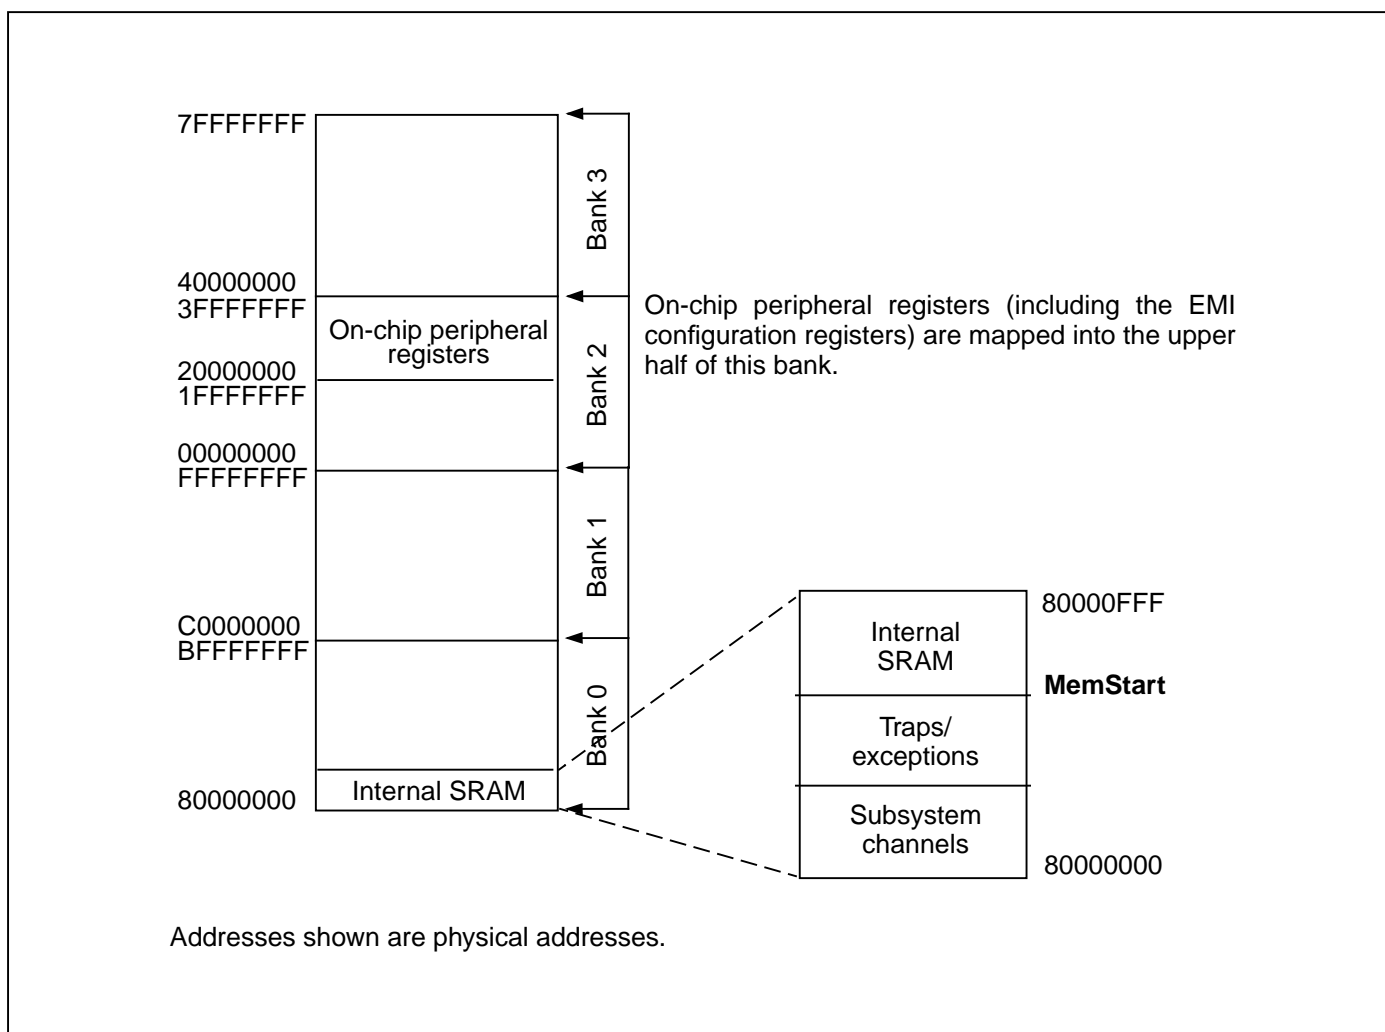 7FFFFFFF
Bank 3
40000000
3FFFFFFF
On-chip peripheral
registers
20000000
1FFFFFFF
Bank 2
On-chip peripheral registers (including the EMI
configuration registers) are mapped into the upper
half of this bank.
00000000
FFFFFFFF
Bank 1
C0000000
BFFFFFFF
Bank 0
80000000
Internal SRAM
80000FFF
Internal
SRAM
MemStart
Traps/
exceptions
Subsystem
channels
80000000
Addresses shown are physical addresses.